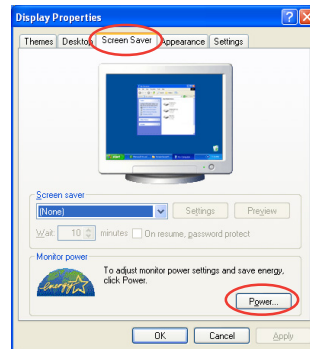 Display Properties
Themes Desktop Screen Saver Appearance Settings
Screen saver
(None) Settings Preview
Wait: 10 minutes On resume, password protect
Monitor power
To adjust monitor power settings and save energy,
click Power.
energy
Power...
OK Cancel Apply